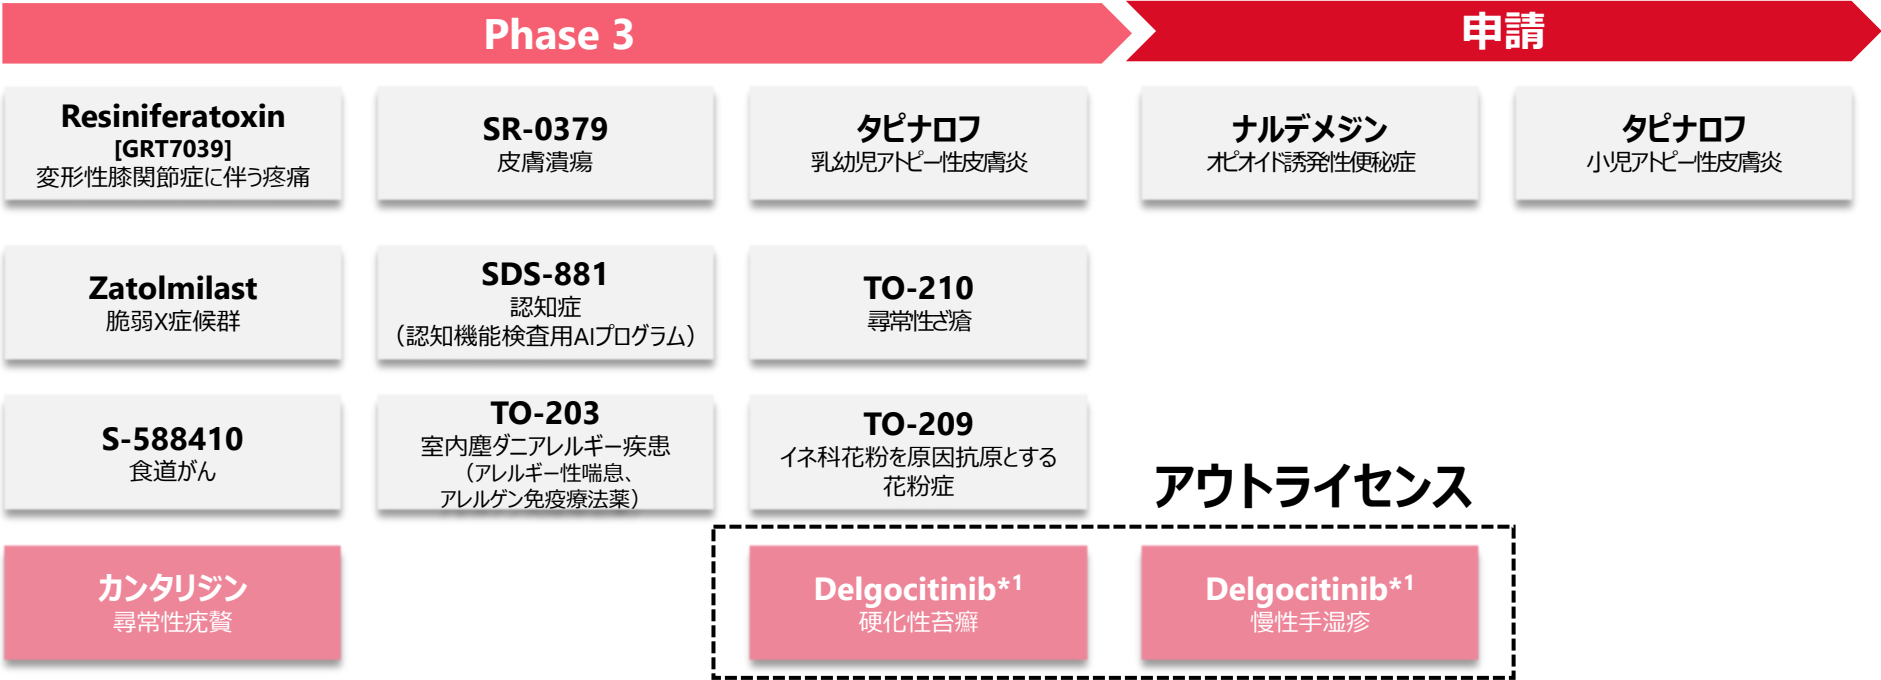 Phase 3
申請
Resiniferatoxin
[GRT7039]
変形性膝関節症に伴う疼痛
SR-0379
皮膚潰瘍
タピナロフ
乳幼児アトピー性皮膚炎
ナルデメジン
オピオイド誘発性便秘症
タピナロフ
小児アトピー性皮膚炎
Zatolmilast
脆弱X症候群
SDS-881
認知症
（認知機能検査用AIプログラム）
TO-210
尋常性ざ瘡
S-588410
食道がん
TO-203
室内塵ダニアレルギー疾患
（アレルギー性喘息、
アレルゲン免疫療法薬）
TO-209
イネ科花粉を原因抗原とする
花粉症
アウトライセンス
カンタリジン
尋常性疣贅
Delgocitinib*1
硬化性苔癬
Delgocitinib*1
慢性手湿疹